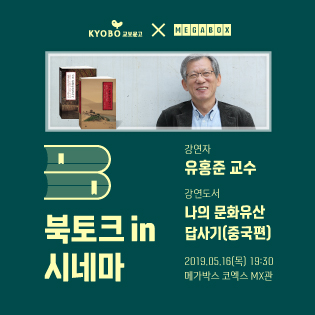 KYOBO 교보문고
MEGABOX
강연자
유홍준 교수
강연도서
나의 문화유산
답사기(중국편)
북토크 in
시네마
2019.05.16(목) 19:30
메가박스 코엑스 MX관